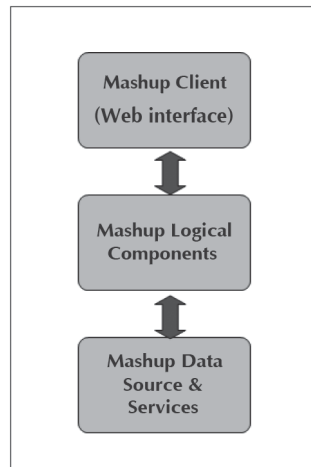 Mashup Client
(Web interface)
Mashup Logical
Components
Mashup Data
Source &
Services